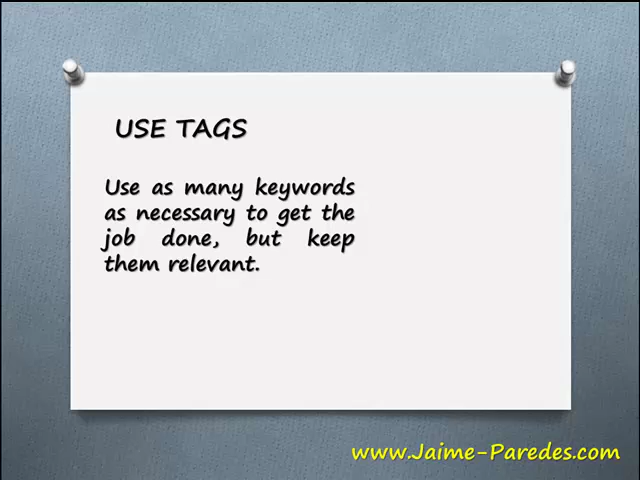 USE TAGS
Use as many keywords
as necessary to get the
job done, but keep
them relevant.
www.Jaime-Paredes.com